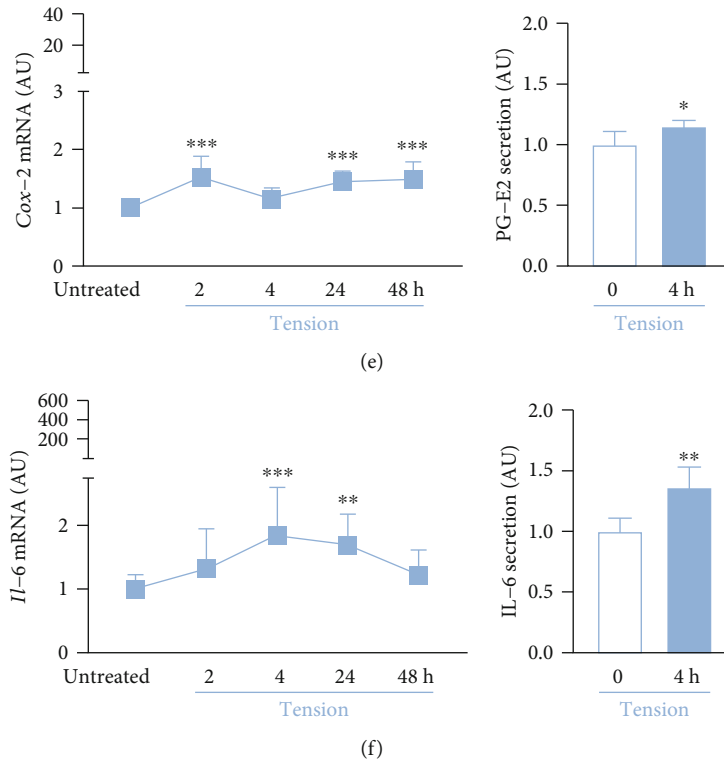 40
20
3
2
1
0
Cox−2 mRNA (AU)
*** *** ***
Untreated 2 4 24 48 h
Tension
2.0
1.5
1.0
0.5
0.0
PG−E2 secretion (AU)
*
0 4 h
Tension
(e)
600
400
200
2
1
0
Il−6 mRNA (AU)
*** **
Untreated 2 4 24 48 h
Tension
2.0
1.5
1.0
0.5
0.0
IL−6 secretion (AU)
**
0 4 h
Tension
(f)